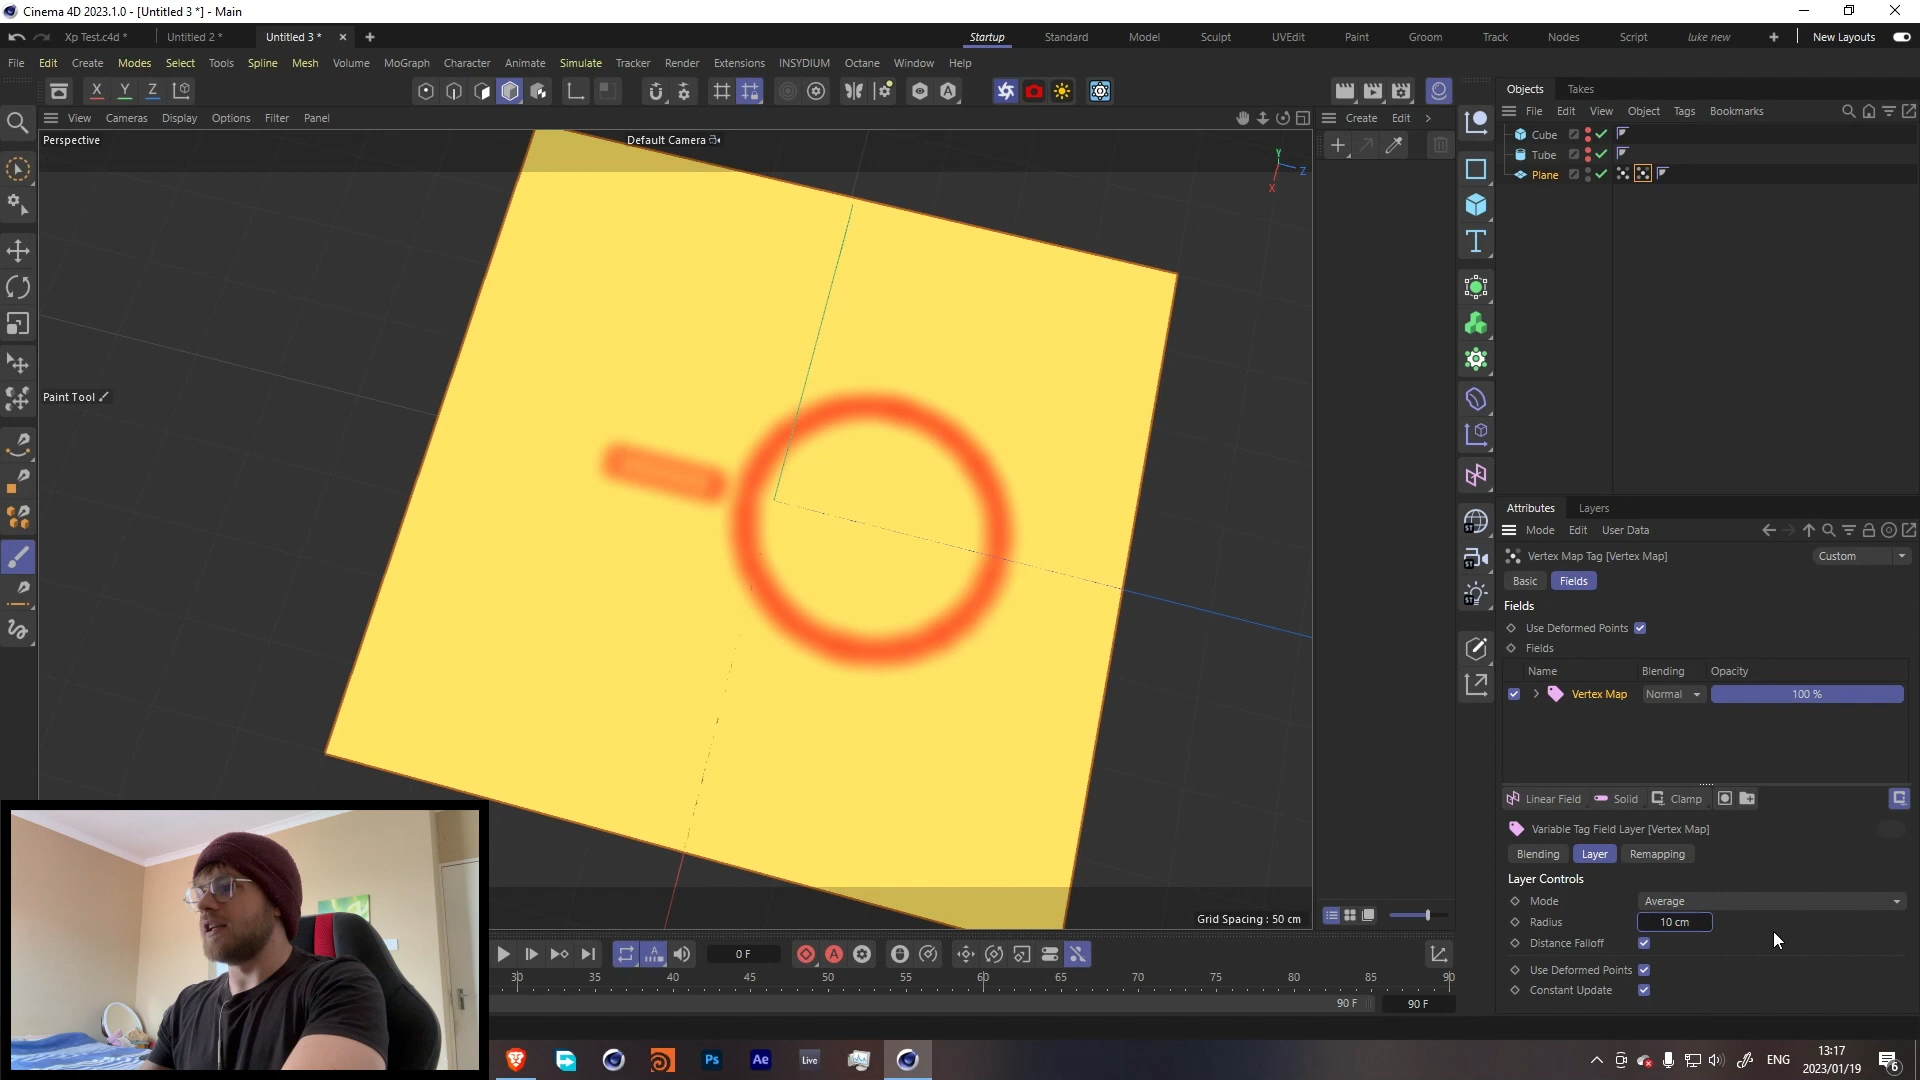 Cinema 4D 2023.1.0 - [Untitled 3 *] - Main
Xp Test.c4d *
Untitled 2 *
Untitled 3 *
Startup
Standard
Model
Sculpt
UVEdit
Paint
Groom
Track
Nodes
Script
luke new
New Layouts
File Edit Create Modes Select Tools Spline Mesh Volume MoGraph Character Animate Simulate Tracker Render Extensions INSYDIUM Octane Window Help
X Y Z
Objects Takes
View Cameras Display Options Filter Panel
Create Edit
File Edit View Object Tags Bookmarks
Perspective
Default Camera
Y
Z
X
Cube
Tube
Plane
Paint Tool
Attributes Layers
Mode Edit User Data
Vertex Map Tag [Vertex Map]
Custom
Basic Fields
Fields
Use Deformed Points
Fields
Name Blending Opacity
Vertex Map Normal 100 %
Linear Field Solid Clamp
Variable Tag Field Layer [Vertex Map]
Blending Layer Remapping
Layer Controls
Mode Average
Radius 10 cm
Distance Falloff
Use Deformed Points
Constant Update
Grid Spacing : 50 cm
0 F
30 35 40 45 50 55 60 65 70 75 80 85 90
90 F 90 F
Ps
Ae
Live
ENG
13:17
2023/01/19
6